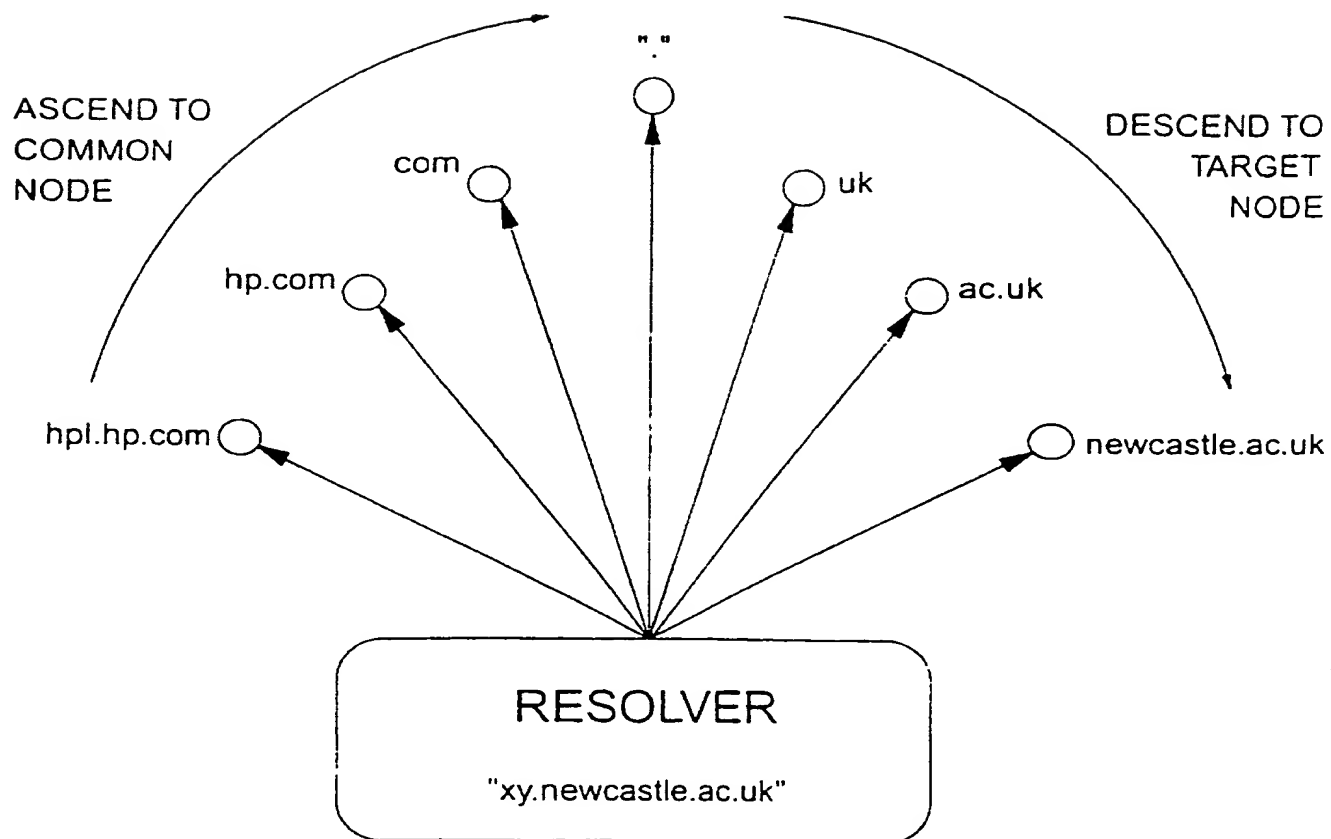 "."
ASCEND TO
COMMON
NODE
DESCEND TO
TARGET
NODE
com
uk
hp.com
ac.uk
hpl.hp.com
newcastle.ac.uk
RESOLVER
"xy.newcastle.ac.uk"